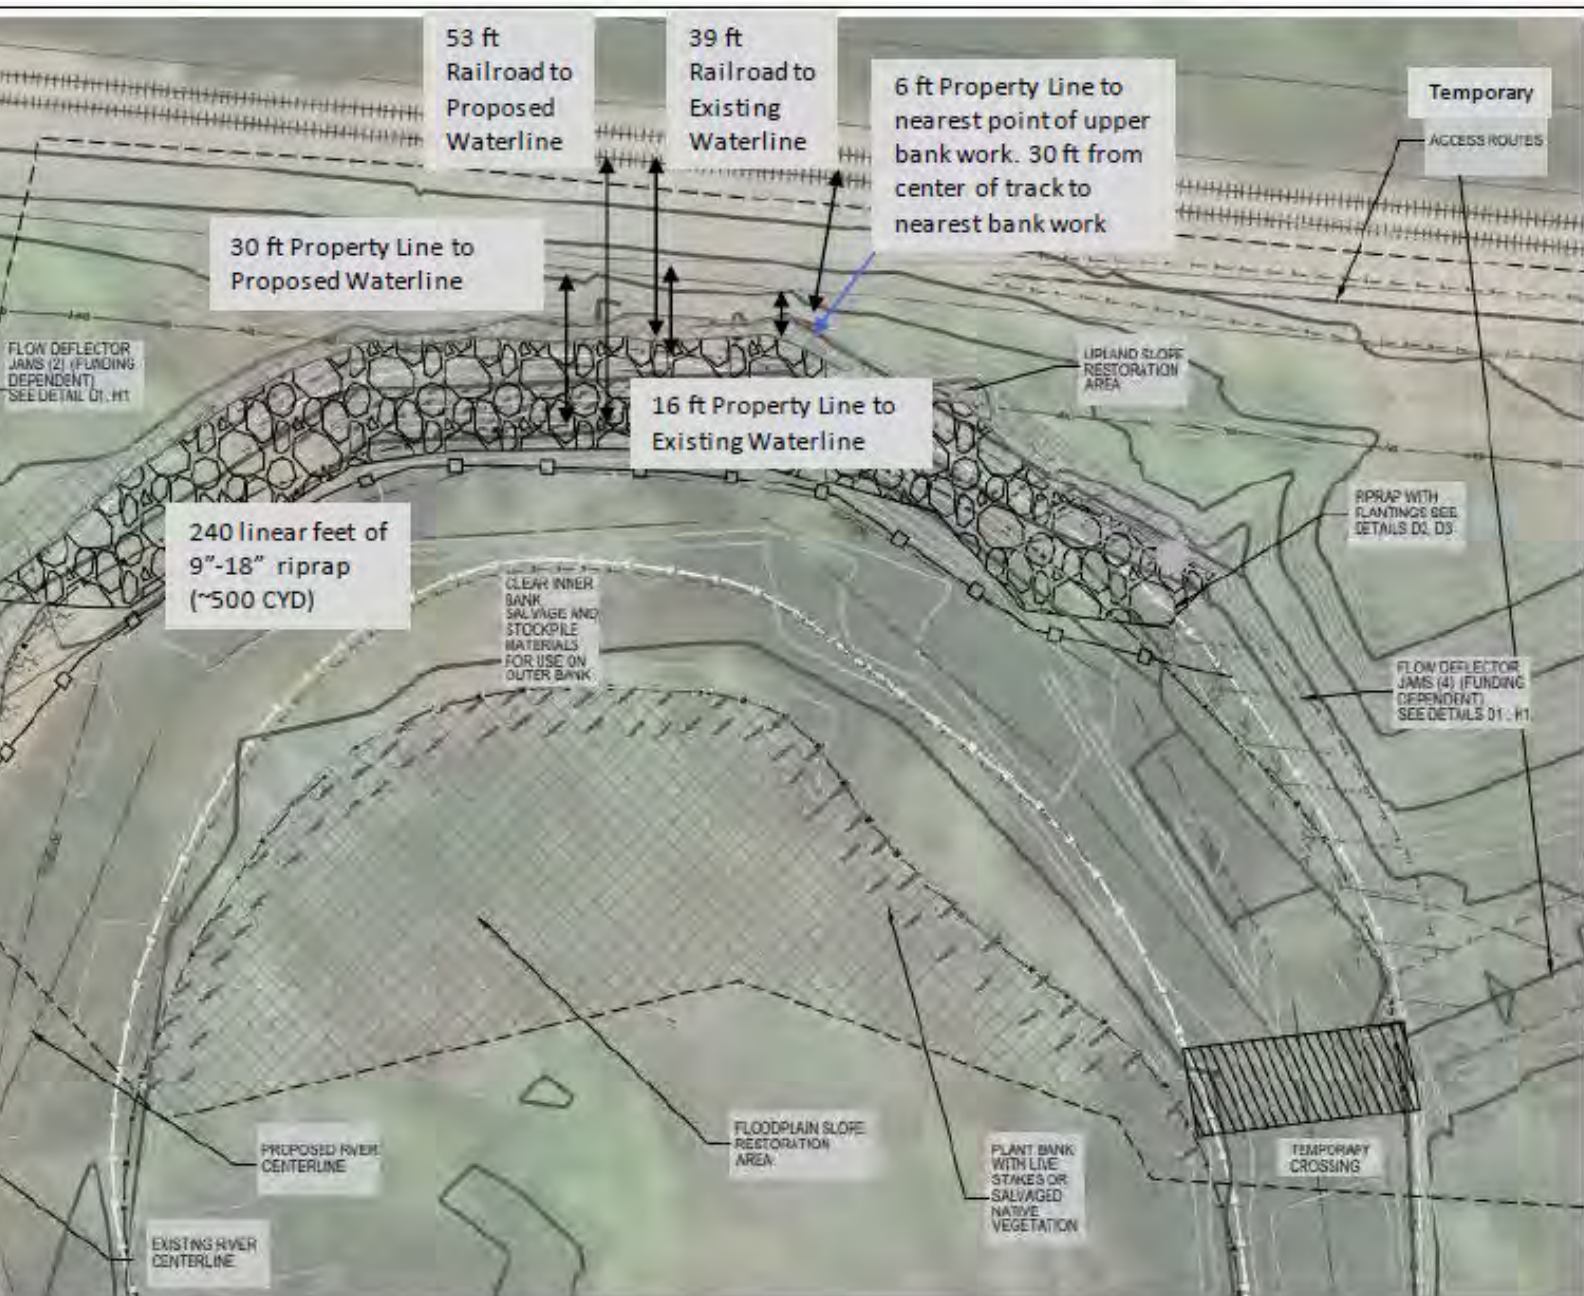 53 ft
Railroad to
Proposed
Waterline
39 ft
Railroad to
Existing
Waterline
6 ft Property Line to
nearest point of upper
bank work. 30 ft from
center of track to
nearest bank work
Temporary
ACCESS ROUTES
30 ft Property Line to
Proposed Waterline
FLOW DEFLECTOR
JAMS (2) (FUNDING
DEPENDENT)
SEE DETAIL D1, H1
UPLAND SLOPE
RESTORATION
AREA
16 ft Property Line to
Existing Waterline
RIPRAP WITH
PLANTINGS SEE
DETAILS D2, D3
240 linear feet of
9”-18” riprap
(~500 CYD)
CLEAR INNER
BANK
SALVAGE AND
STOCKPILE
MATERIALS
FOR USE ON
OUTER BANK
FLOW DEFLECTOR
JAMS (4) (FUNDING
DEPENDENT)
SEE DETAILS D1, H1
PROPOSED RIVER
CENTERLINE
FLOODPLAIN SLOPE
RESTORATION
AREA
PLANT BANK
WITH LIVE
STAKES OR
SALVAGED
NATIVE
VEGETATION
TEMPORARY
CROSSING
EXISTING RIVER
CENTERLINE